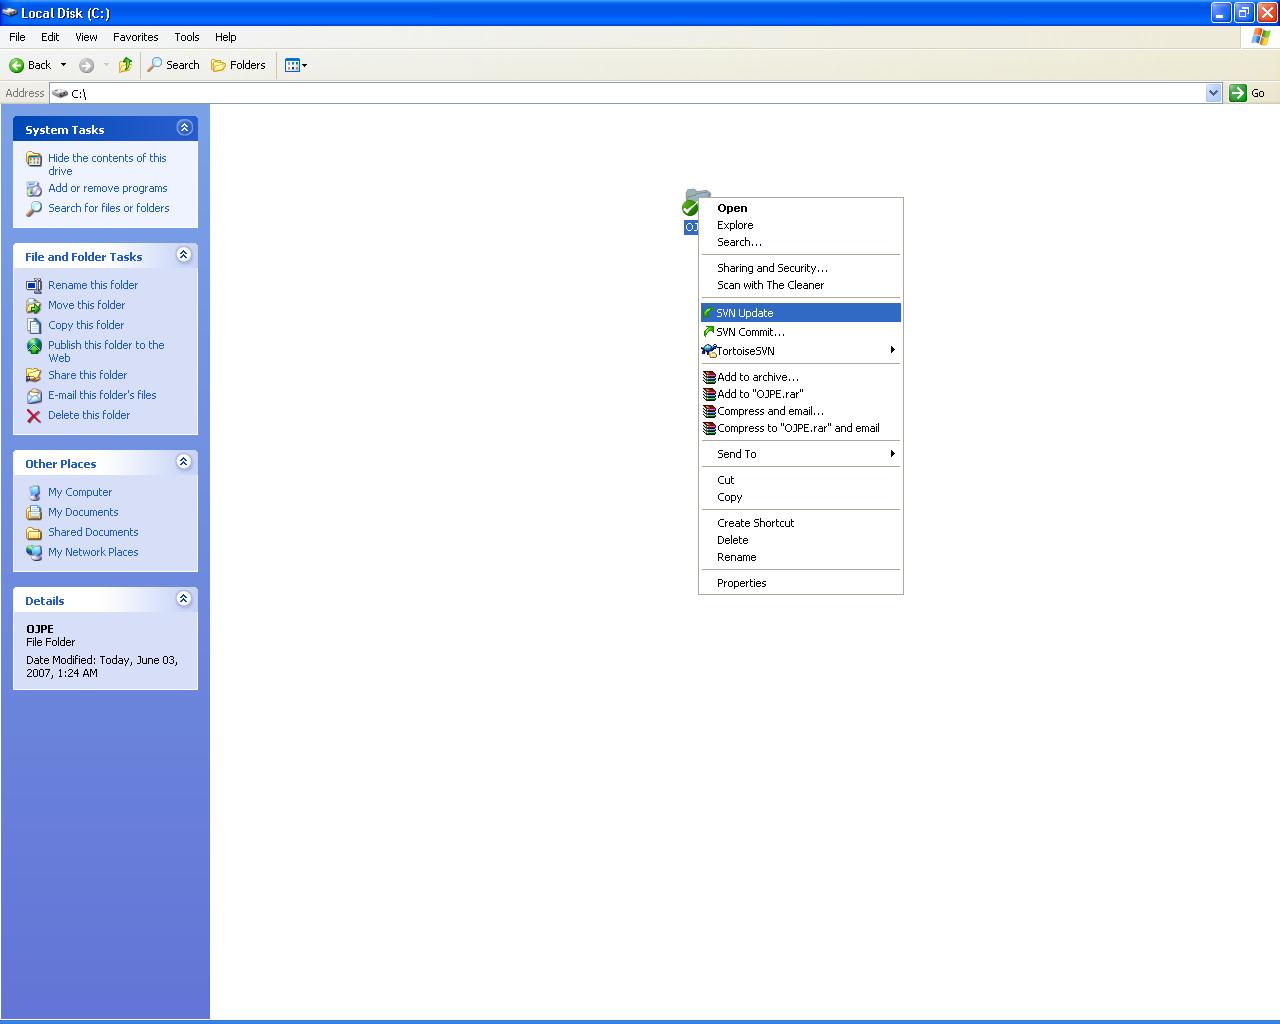 Local Disk (C:)
File Edit View Favorites Tools Help
Back Search Folders
Address C:\ Go
System Tasks
Hide the contents of this
drive
Add or remove programs
Search for files or folders
File and Folder Tasks
Rename this folder
Move this folder
Copy this folder
Publish this folder to the
Web
Share this folder
E-mail this folder's files
Delete this folder
Other Places
My Computer
My Documents
Shared Documents
My Network Places
Details
OJPE
File Folder
Date Modified: Today, June 03,
2007, 1:24 AM
OJ
Open
Explore
Search...
Sharing and Security...
Scan with The Cleaner
SVN Update
SVN Commit...
TortoiseSVN
Add to archive...
Add to "OJPE.rar"
Compress and email...
Compress to "OJPE.rar" and email
Send To
Cut
Copy
Create Shortcut
Delete
Rename
Properties